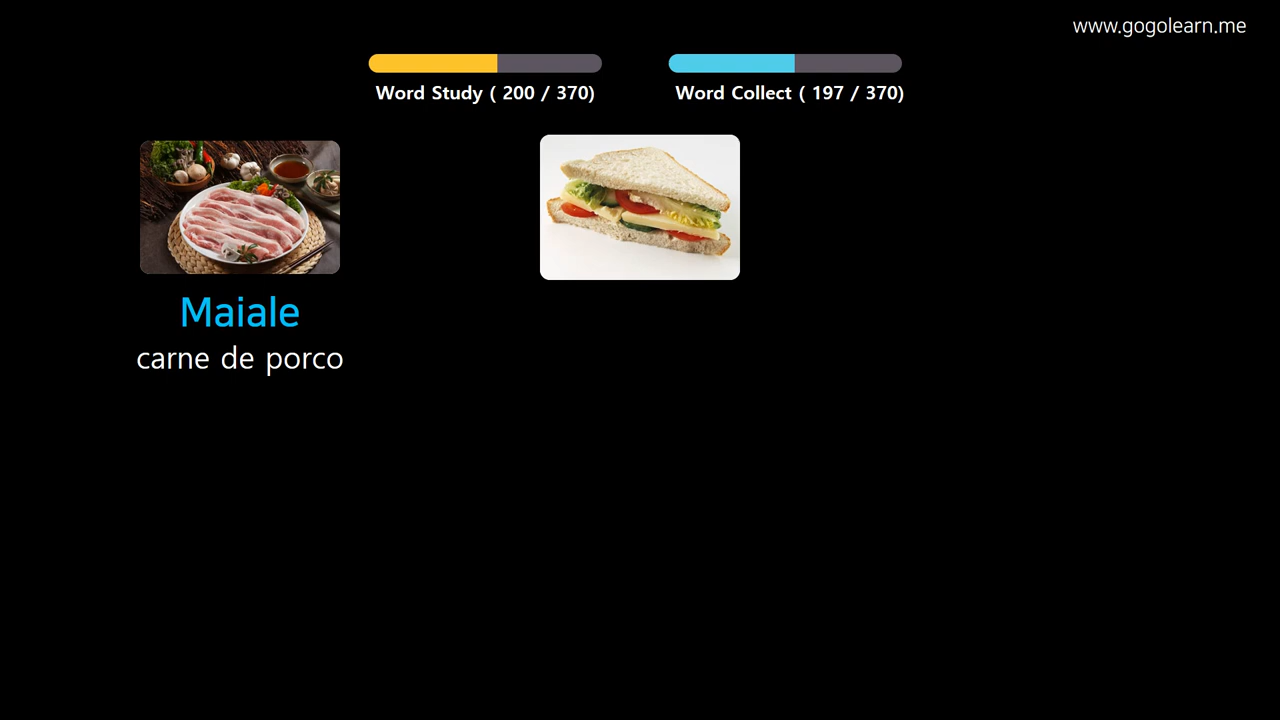 www.gogolearn.me
Word Study ( 200 / 370)
Word Collect ( 197 / 370)
Maiale
carne de porco